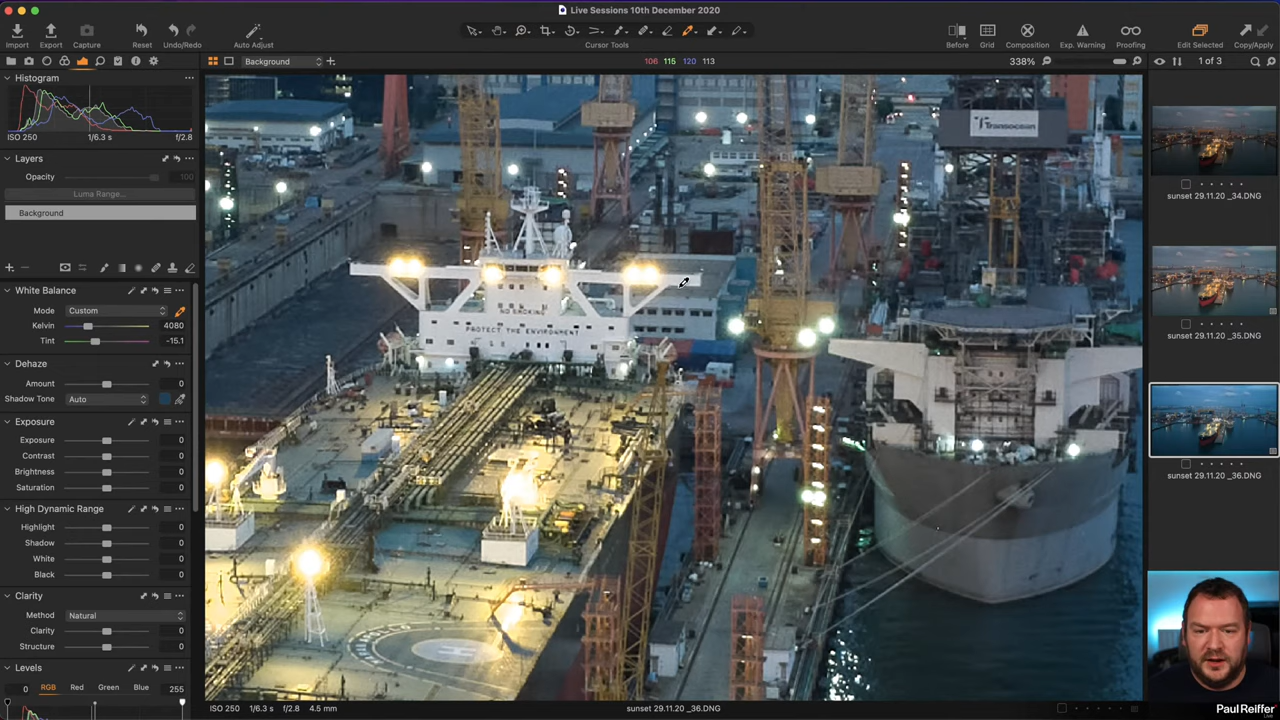 Live Sessions 10th December 2020
Import Export Capture Reset Undo/Redo Auto Adjust Cursor Tools Before Grid Composition Exp. Warning Proofing Edit Selected Copy/Apply
Background
106 115 120 113
338%
1 of 3
Histogram
ISO 250 1/6.3 s f/2.8
Layers
Opacity 100
Luma Range...
Background
White Balance
Mode Custom
Kelvin 4080
Tint -15.1
Dehaze
Amount 0
Shadow Tone Auto
Exposure
Exposure 0
Contrast 0
Brightness 0
Saturation 0
High Dynamic Range
Highlight 0
Shadow 0
White 0
Black 0
Clarity
Method Natural
Clarity 0
Structure 0
Levels
0 RGB Red Green Blue 255
Transocean
NO SMOKING
PROTECT THE ENVIRONMENT
H
ISO 250 1/6.3 s f/2.8 4.5 mm
sunset 29.11.20 _36.DNG
sunset 29.11.20 _34.DNG
sunset 29.11.20 _35.DNG
sunset 29.11.20 _36.DNG
Paul Reiffer
Live